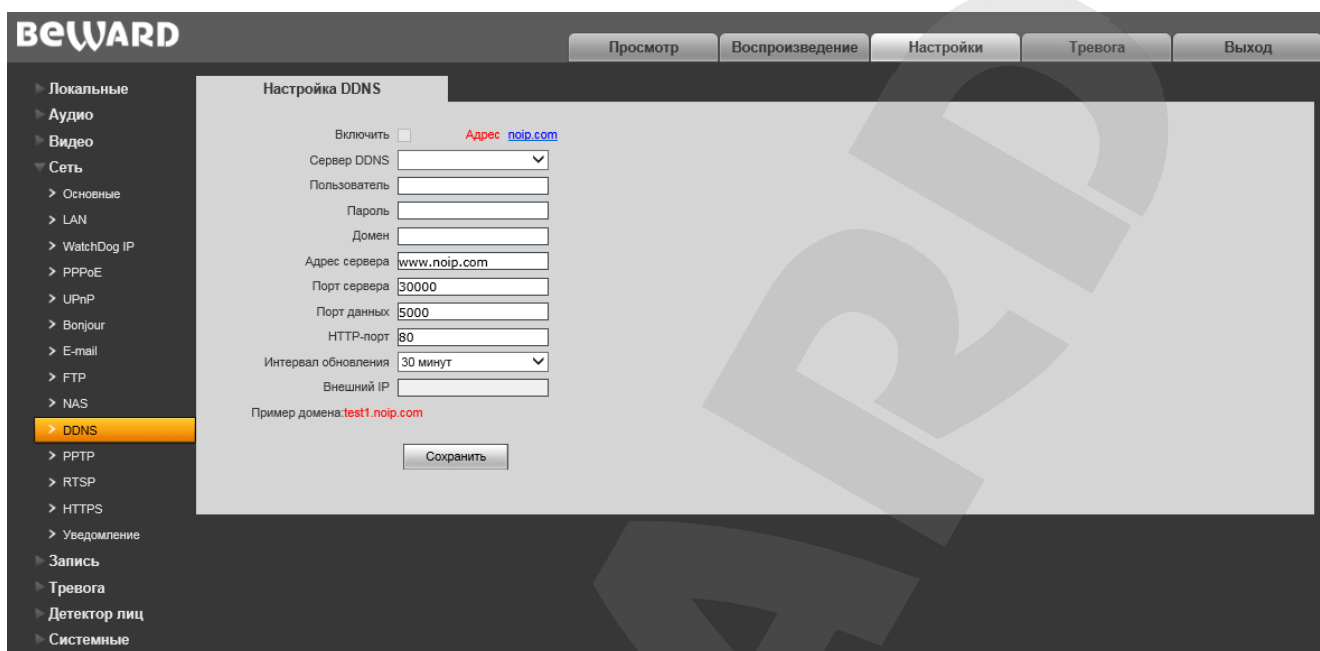 BEWARD
Просмотр Воспроизведение Настройки Тревога Выход
Локальные
Аудио
Видео
Сеть
Основные
LAN
WatchDog IP
PPPoE
UPnP
Bonjour
E-mail
FTP
NAS
DDNS
PPTP
RTSP
HTTPS
Уведомление
Запись
Тревога
Детектор лиц
Системные
Настройка DDNS
Включить Адрес noip.com
Сервер DDNS
Пользователь
Пароль
Домен
Адрес сервера www.noip.com
Порт сервера 30000
Порт данных 5000
HTTP-порт 80
Интервал обновления 30 минут
Внешний IP
Пример домена:test1.noip.com
Сохранить
ARD